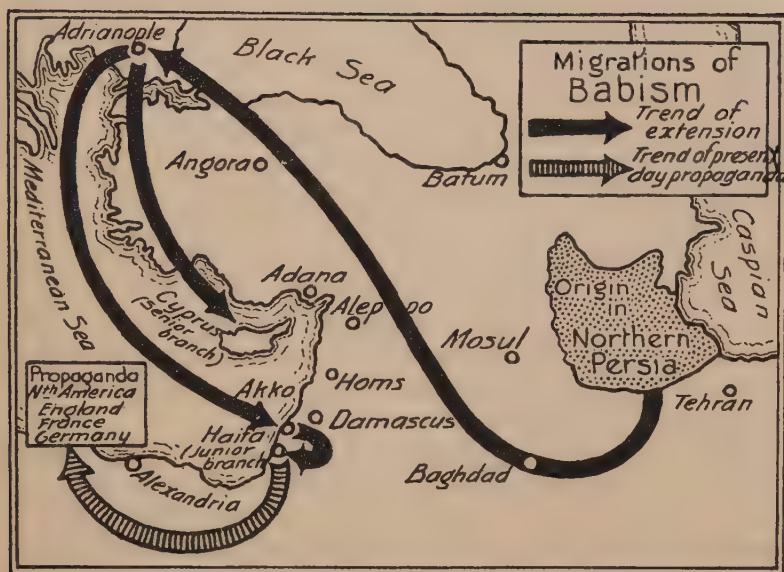 Adrianople
Black Sea
Migrations of
Babism
Trend of
extension
Trend of present
day propaganda
Angora
Batum
Mediterranean Sea
Caspian
Sea
Adana
Aleppo
Cyprus
(senior
branch)
Origin
in
Northern
Persia
Mosul
Propaganda
Nth America
England
France
Germany
Akko
Homs
Damascus
Tehran
Haifa
(Junior
branch)
Baghdad
Alexandria